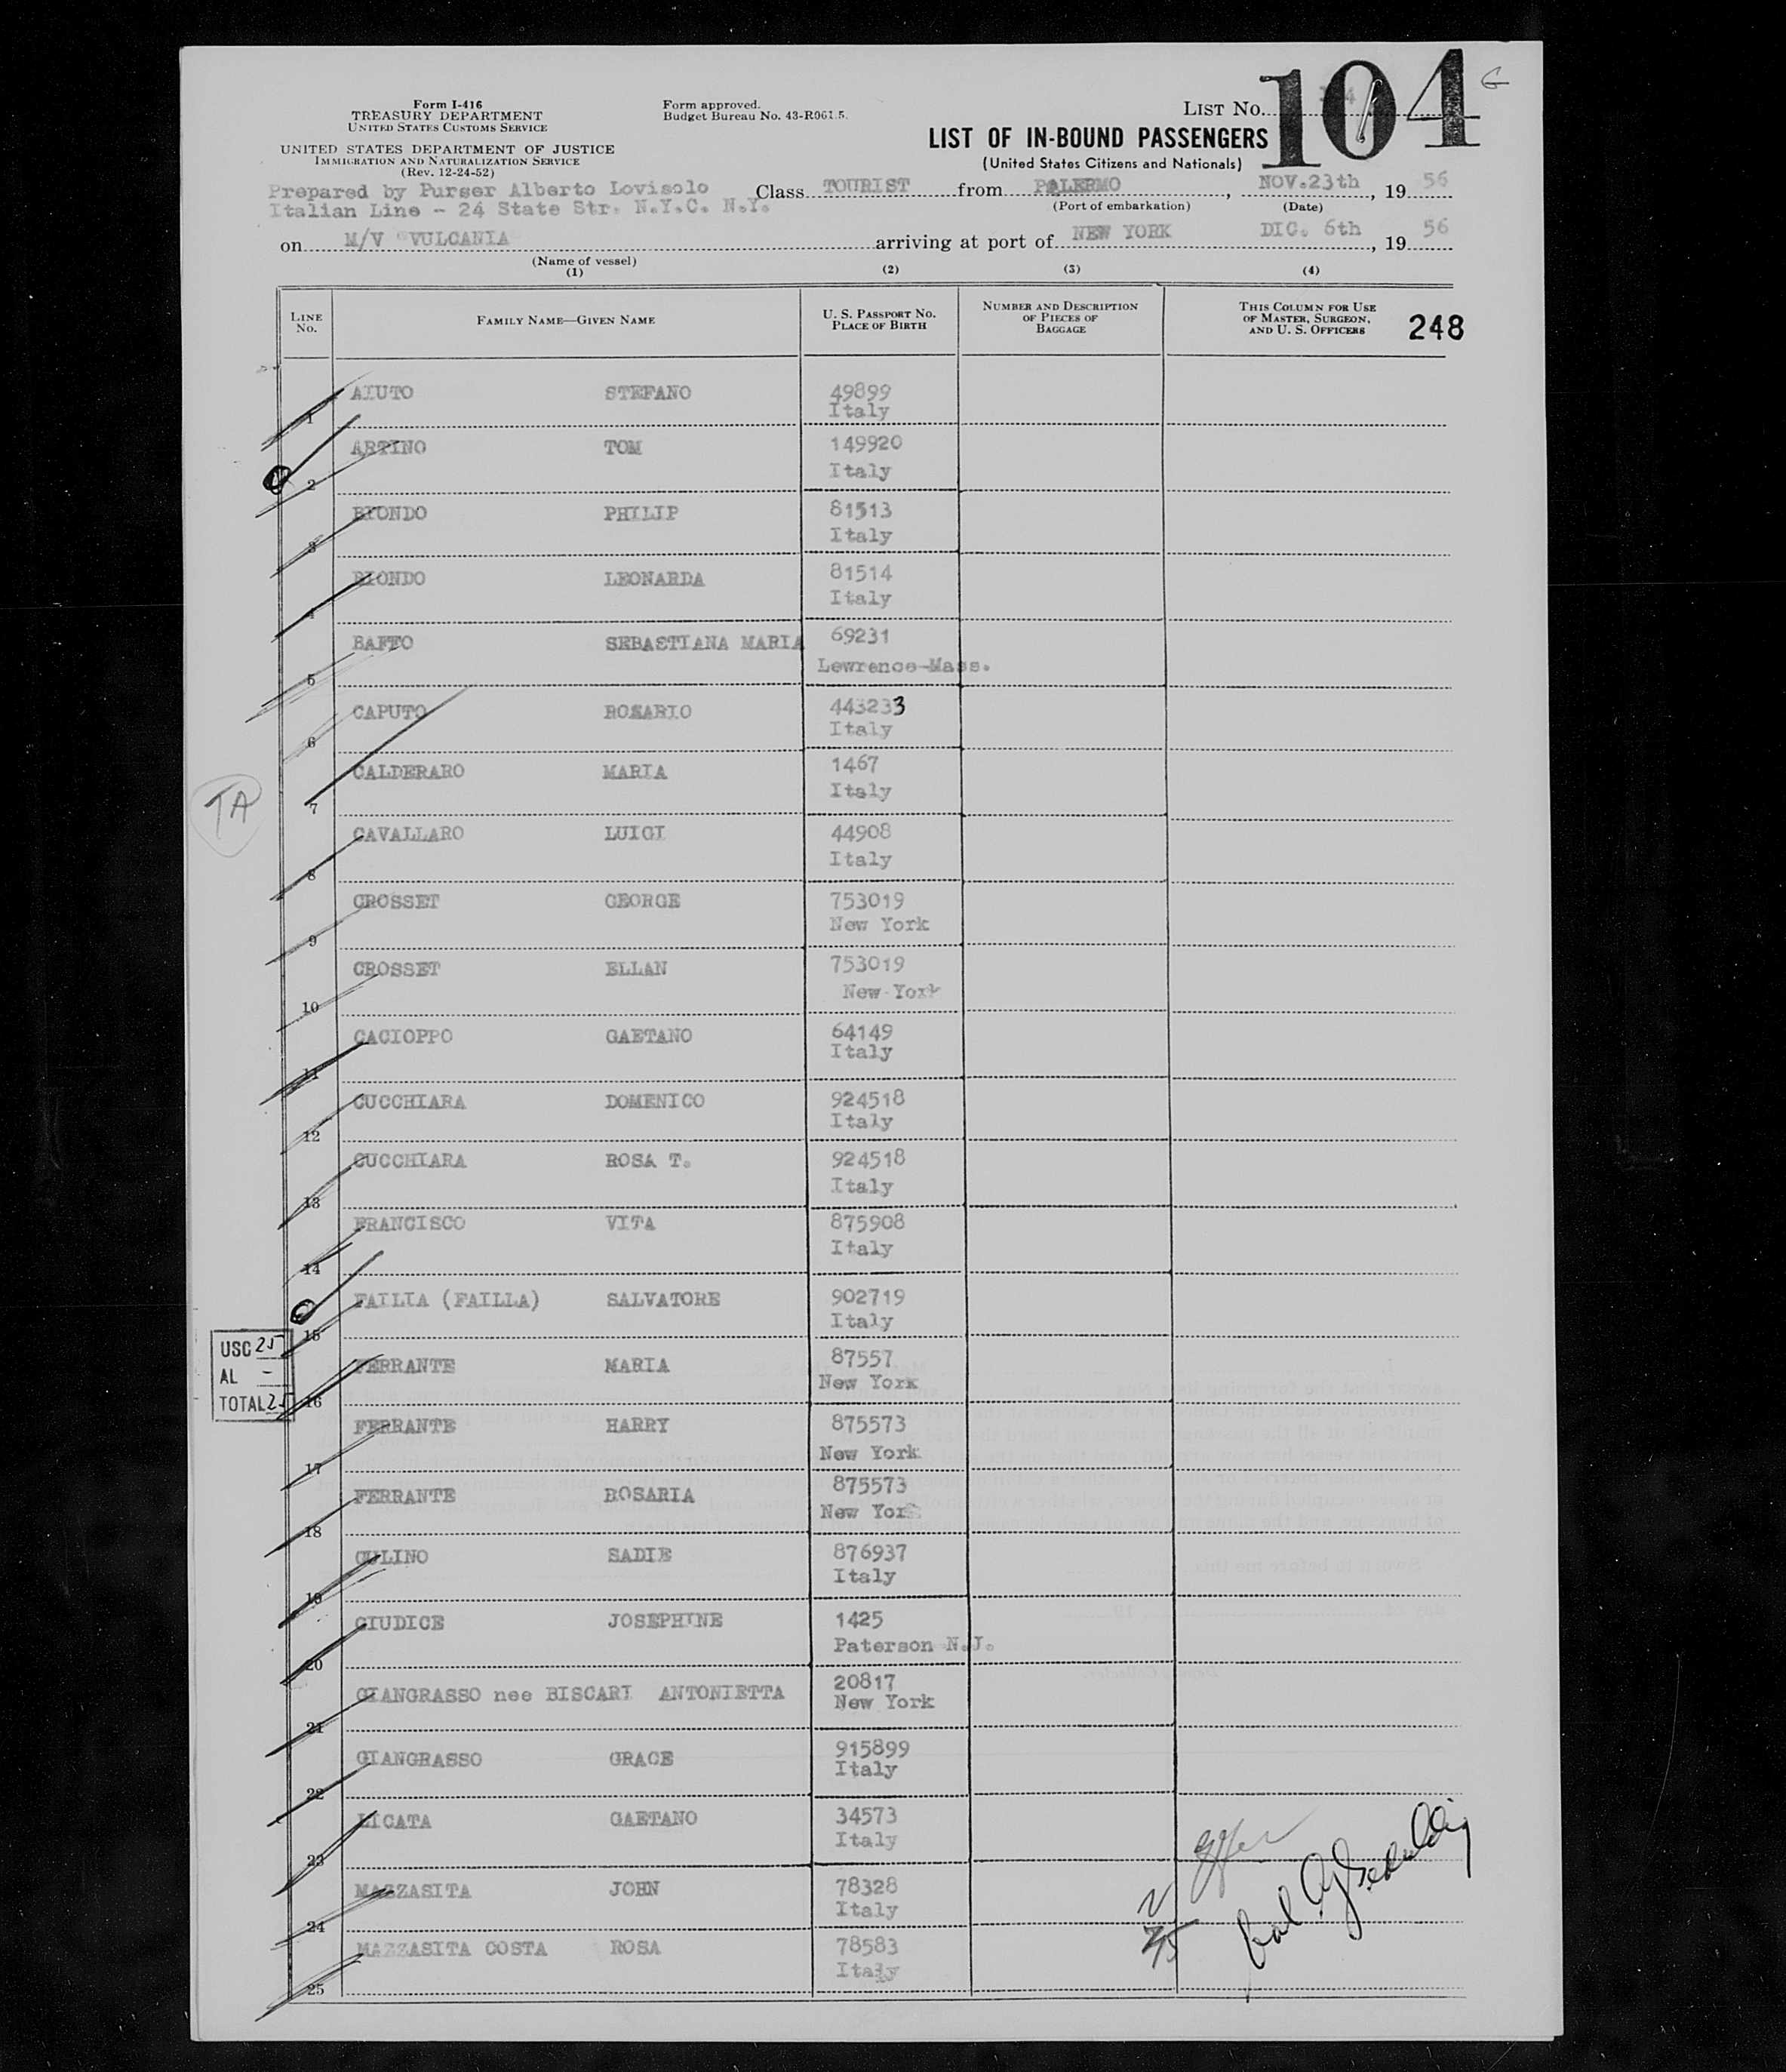 Form I-416
TREASURY DEPARTMENT
UNITED STATES CUSTOMS SERVICE
UNITED STATES DEPARTMENT OF JUSTICE
IMMIGRATION AND NATURALIZATION SERVICE
(Rev. 12-24-52)
Form approved.
Budget Bureau No. 43-R061.5.
LIST NO.
104
LIST OF IN-BOUND PASSENGERS
(United States Citizens and Nationals)
Prepared by Purser Alberto Lovisolo
Italian Line - 24 State Str. N.Y.C. N.Y.
Class TOURIST from PALERMO, NOV.23th, 19 56
(Port of embarkation) (Date)
on M/V "VULCANIA" arriving at port of NEW YORK DIC. 6th, 19 56
(Name of vessel)
(1) (2) (3) (4)
LINE NO. FAMILY NAME—GIVEN NAME U. S. PASSPORT NO. PLACE OF BIRTH NUMBER AND DESCRIPTION OF PIECES OF BAGGAGE THIS COLUMN FOR USE OF MASTER, SURGEON, AND U. S. OFFICERS 248
1 AIUTO STEFANO 49899
Italy
2 ARTINO TOM 149920
Italy
3 BIONDO PHILIP 81513
Italy
4 BIONDO LEONARDA 81514
Italy
5 BAFTO SEBASTIANA MARIA 69231
Lewrence-Mass.
6 CAPUTO ROSARIO 443233
Italy
7 CALDERARO MARIA 1467
Italy
TA
8 CAVALLARO LUIGI 44908
Italy
9 CROSSET GEORGE 753019
New York
10 CROSSET ELLAN 753019
New-York
11 CACIOPPO GAETANO 64149
Italy
12 CUCCHIARA DOMENICO 924518
Italy
13 CUCCHIARA ROSA T. 924518
Italy
14 FRANCISCO VITA 875908
Italy
15 FAILIA (FAILLA) SALVATORE 902719
Italy
USC 25
AL -
TOTAL 25
16 FERRANTE MARIA 87557
New York
17 FERRANTE HARRY 875573
New York
18 FERRANTE ROSARIA 875573
New York
19 GULINO SADIE 876937
Italy
20 GIUDICE JOSEPHINE 1425
Paterson N.J.
21 GIANGRASSO nee BISCARI ANTONIETTA 20817
New York
22 GIANGRASSO GRACE 915899
Italy
23 LICATA GAETANO 34573
Italy
24 MAZZASITA JOHN 78328
Italy
25 MAZZASITA COSTA ROSA 78583
Italy